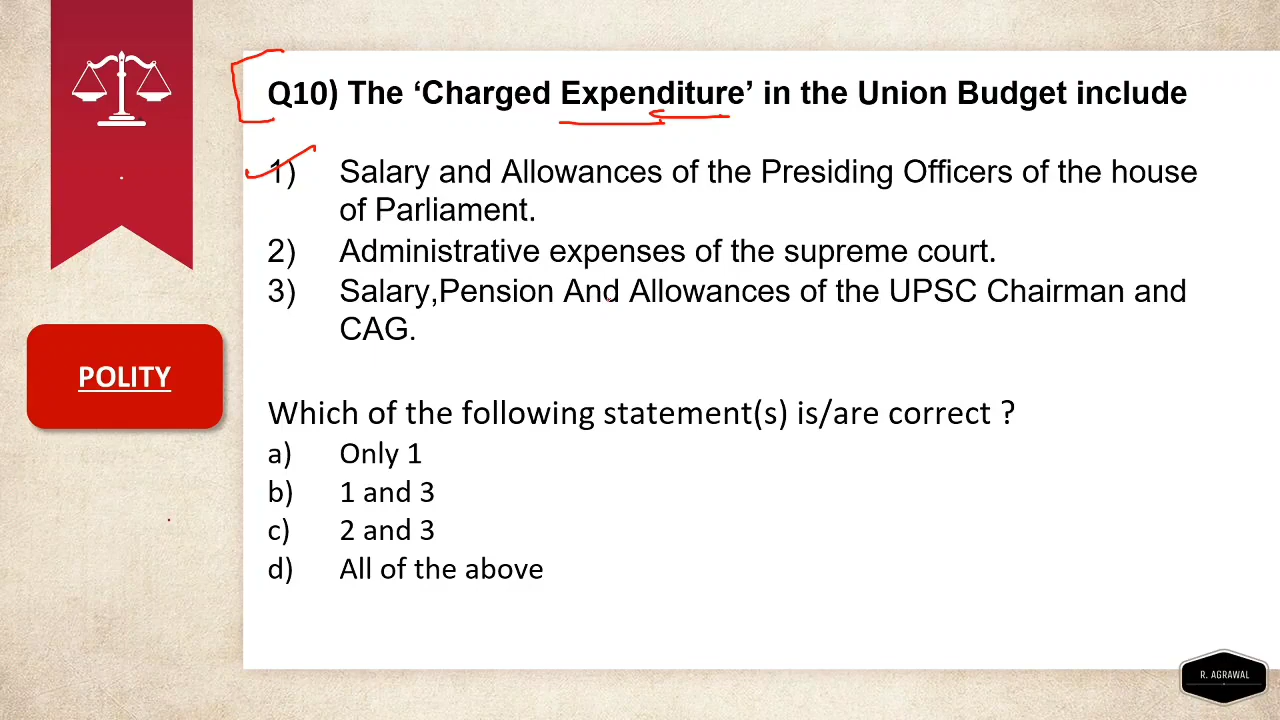 Q10) The ‘Charged Expenditure’ in the Union Budget include
1) Salary and Allowances of the Presiding Officers of the house
of Parliament.
2) Administrative expenses of the supreme court.
3) Salary,Pension And Allowances of the UPSC Chairman and
CAG.
POLITY
Which of the following statement(s) is/are correct ?
a) Only 1
b) 1 and 3
c) 2 and 3
d) All of the above
R. AGRAWAL